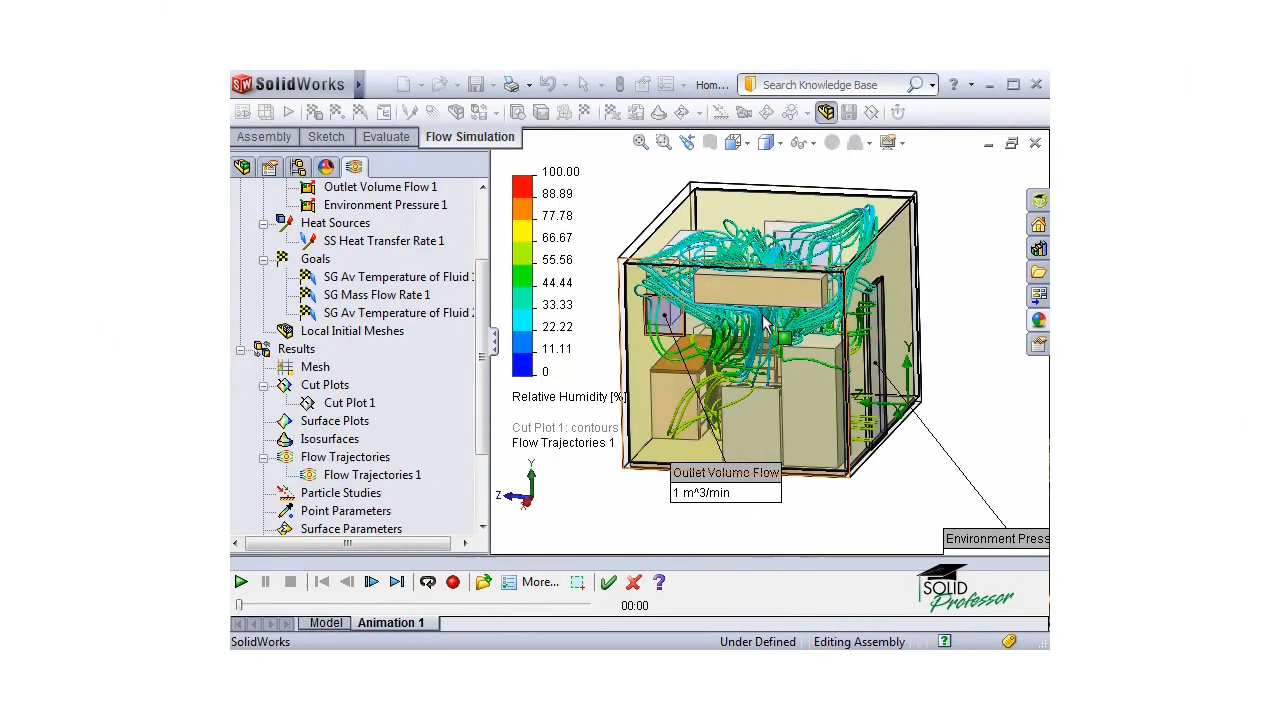 SolidWorks
Hom...
Search Knowledge Base
Assembly
Sketch
Evaluate
Flow Simulation
Outlet Volume Flow 1
Environment Pressure 1
Heat Sources
SS Heat Transfer Rate 1
Goals
SG Av Temperature of Fluid
SG Mass Flow Rate 1
SG Av Temperature of Fluid
Local Initial Meshes
Results
Mesh
Cut Plots
Cut Plot 1
Surface Plots
Isosurfaces
Flow Trajectories
Flow Trajectories 1
Particle Studies
Point Parameters
Surface Parameters
100.00
88.89
77.78
66.67
55.56
44.44
33.33
22.22
11.11
0
Relative Humidity [%]
Cut Plot 1: contours
Flow Trajectories 1
Y
Z
X
Y
Z
Outlet Volume Flow
1 m^3/min
Environment Press
More...
00:00
SOLID
Professor
Model
Animation 1
SolidWorks
Under Defined
Editing Assembly